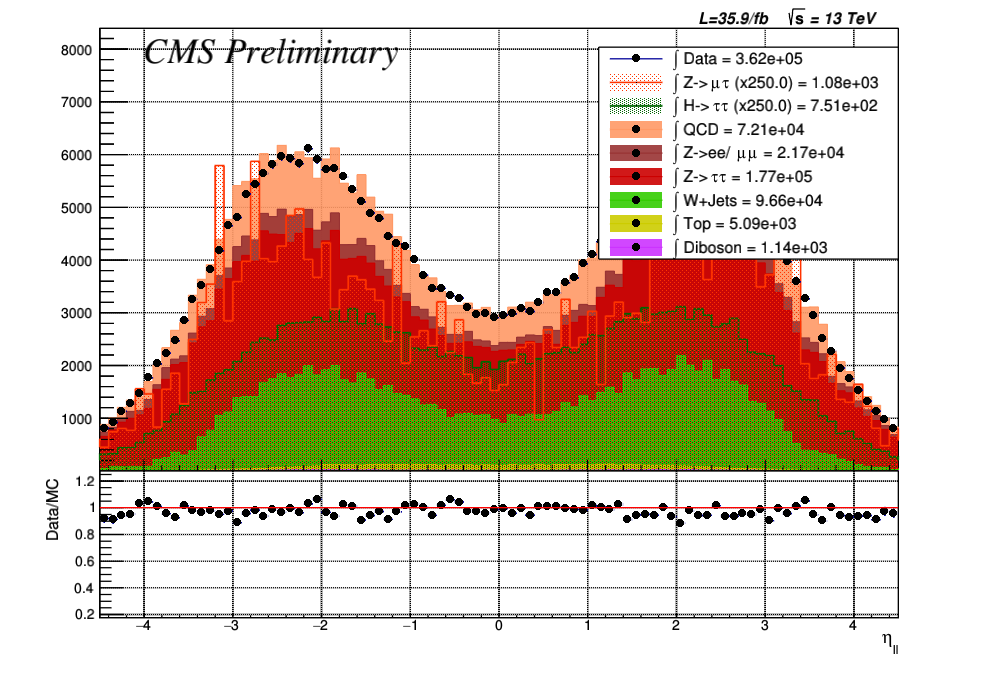 L=35.9/fb √s = 13 TeV
CMS Preliminary
∫ Data = 3.62e+05
∫ Z->μτ (x250.0) = 1.08e+03
∫ H->ττ (x250.0) = 7.51e+02
∫ QCD = 7.21e+04
∫ Z->ee/ μμ = 2.17e+04
∫ Z->ττ = 1.77e+05
∫ W+Jets = 9.66e+04
∫ Top = 5.09e+03
∫ Diboson = 1.14e+03
8000
7000
6000
5000
4000
3000
2000
1000
Data/MC
1.2
1
0.8
0.6
0.4
0.2
−4 −3 −2 −1 0 1 2 3 4
η_ll